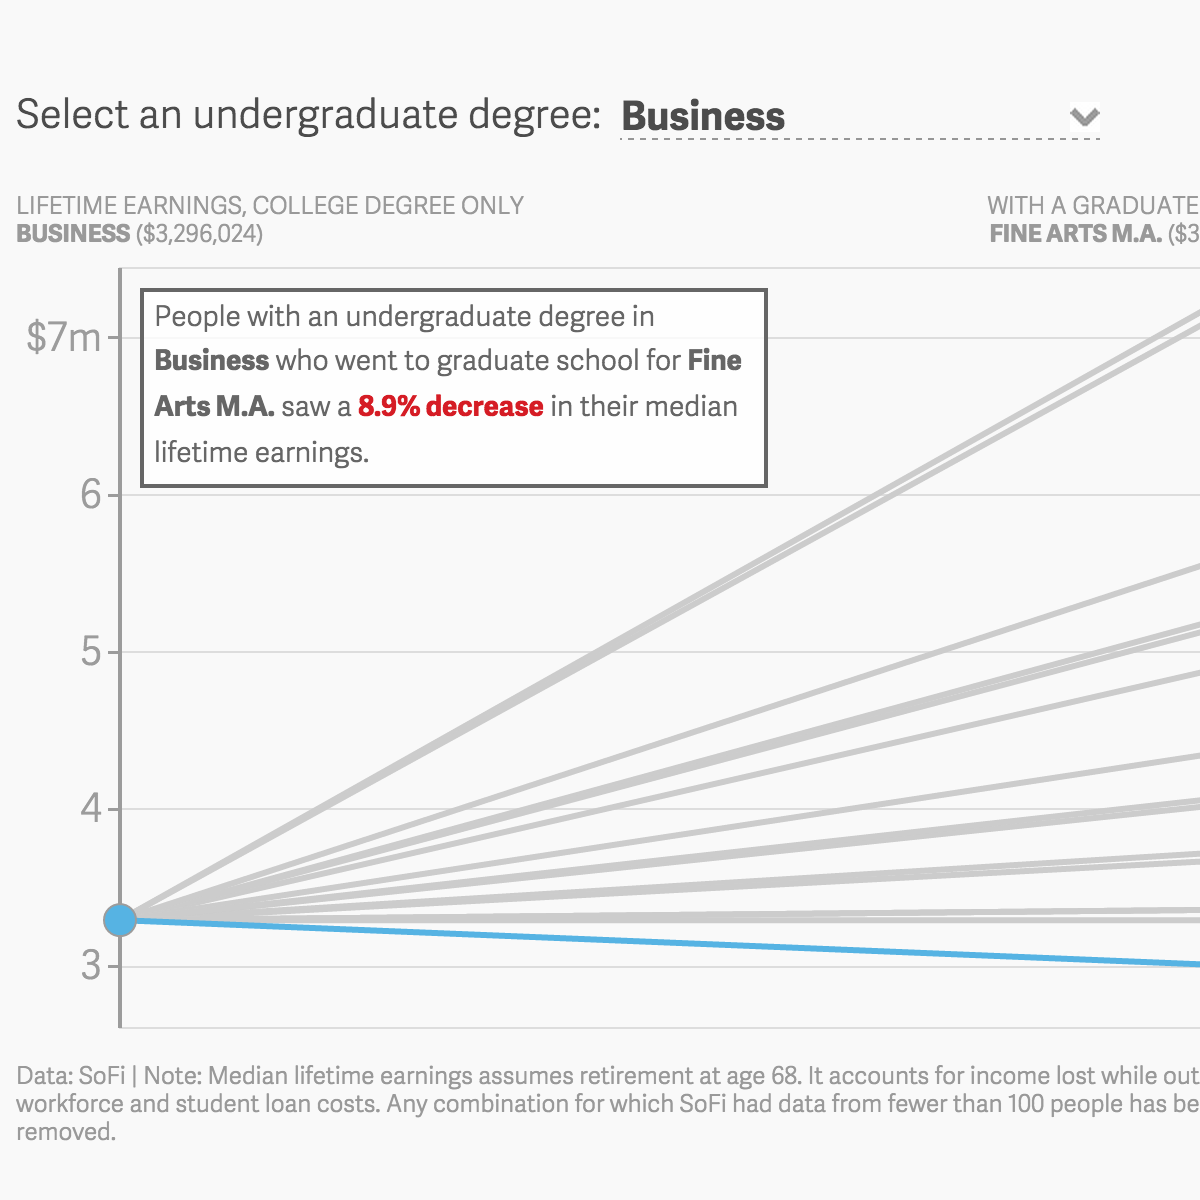 Select an undergraduate degree: Business
LIFETIME EARNINGS, COLLEGE DEGREE ONLY
BUSINESS ($3,296,024)
WITH A GRADUATE
FINE ARTS M.A. ($3
People with an undergraduate degree in
Business who went to graduate school for Fine
Arts M.A. saw a 8.9% decrease in their median
lifetime earnings.
$7m
6
5
4
3
Data: SoFi | Note: Median lifetime earnings assumes retirement at age 68. It accounts for income lost while out
workforce and student loan costs. Any combination for which SoFi had data from fewer than 100 people has be
removed.